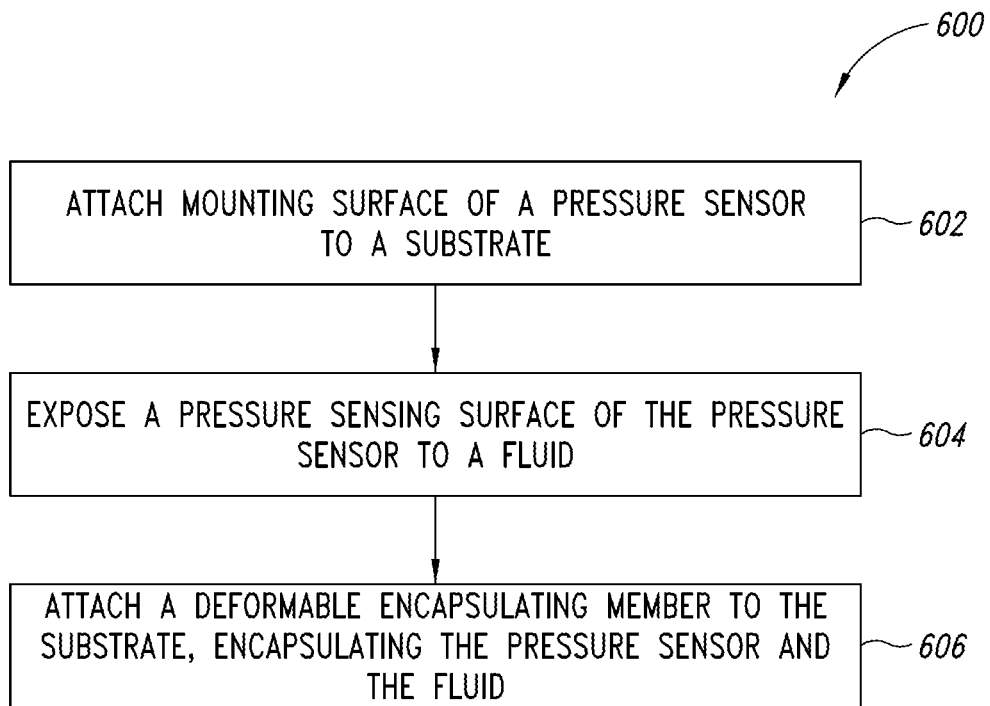 600
ATTACH MOUNTING SURFACE OF A PRESSURE SENSOR
TO A SUBSTRATE
602
EXPOSE A PRESSURE SENSING SURFACE OF THE PRESSURE
SENSOR TO A FLUID
604
ATTACH A DEFORMABLE ENCAPSULATING MEMBER TO THE
SUBSTRATE, ENCAPSULATING THE PRESSURE SENSOR AND
THE FLUID
606